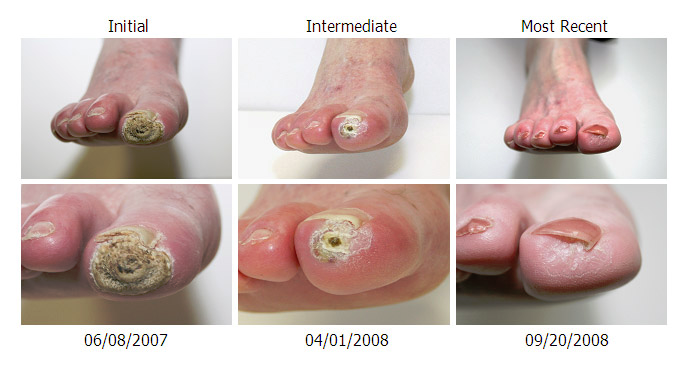 Initial
Intermediate
Most Recent
06/08/2007
04/01/2008
09/20/2008